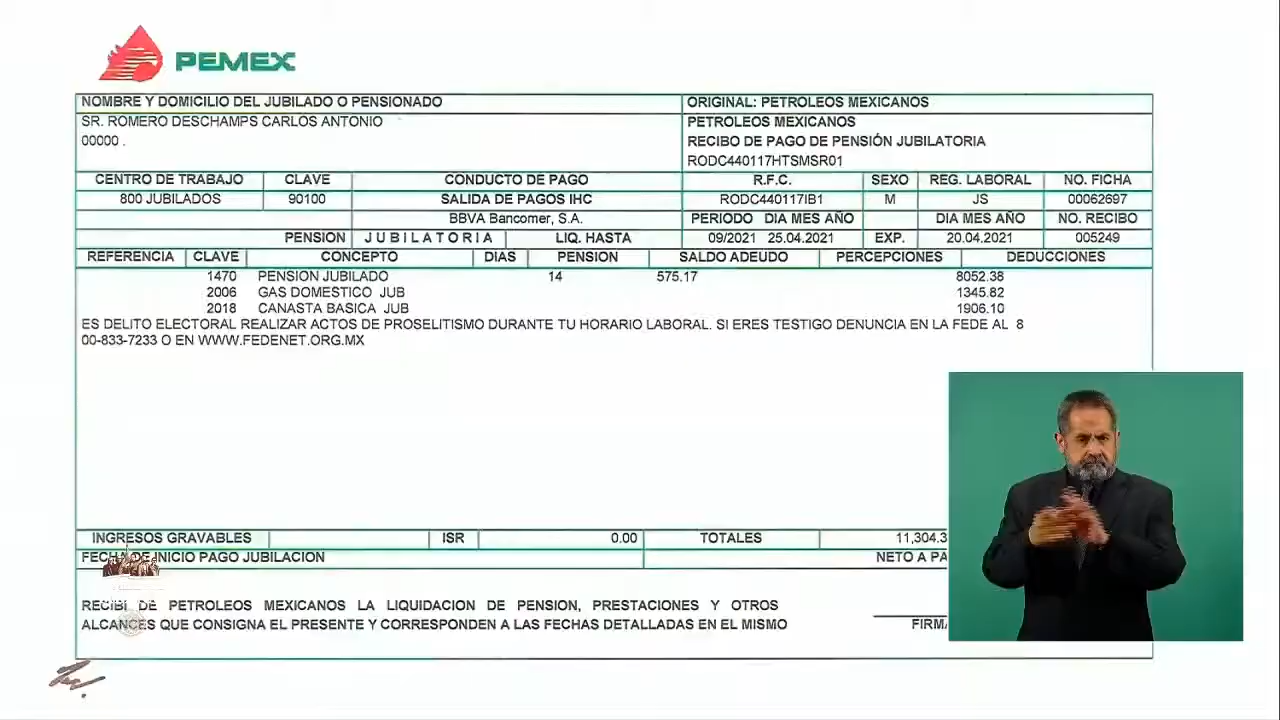 PEMEX
NOMBRE Y DOMICILIO DEL JUBILADO O PENSIONADO ORIGINAL: PETROLEOS MEXICANOS
SR. ROMERO DESCHAMPS CARLOS ANTONIO PETROLEOS MEXICANOS
00000 . RECIBO DE PAGO DE PENSIÓN JUBILATORIA
RODC440117HTSMSR01
CENTRO DE TRABAJO CLAVE CONDUCTO DE PAGO R.F.C. SEXO REG. LABORAL NO. FICHA
800 JUBILADOS 90100 SALIDA DE PAGOS IHC RODC440117IB1 M JS 00062697
BBVA Bancomer, S.A. PERIODO DIA MES AÑO DIA MES AÑO NO. RECIBO
PENSION JUBILATORIA LIQ. HASTA 09/2021 25.04.2021 EXP. 20.04.2021 005249
REFERENCIA CLAVE CONCEPTO DIAS PENSION SALDO ADEUDO PERCEPCIONES DEDUCCIONES
1470 PENSION JUBILADO 14 575.17 8052.38
2006 GAS DOMESTICO JUB 1345.82
2018 CANASTA BASICA JUB 1906.10
ES DELITO ELECTORAL REALIZAR ACTOS DE PROSELITISMO DURANTE TU HORARIO LABORAL. SI ERES TESTIGO DENUNCIA EN LA FEDE AL 8
00-833-7233 O EN WWW.FEDENET.ORG.MX
INGRESOS GRAVABLES ISR 0.00 TOTALES 11,304.3
FECHA DE INICIO PAGO JUBILACION NETO A PA
RECIBI DE PETROLEOS MEXICANOS LA LIQUIDACION DE PENSION, PRESTACIONES Y OTROS
ALCANCES QUE CONSIGNA EL PRESENTE Y CORRESPONDEN A LAS FECHAS DETALLADAS EN EL MISMO FIRMA